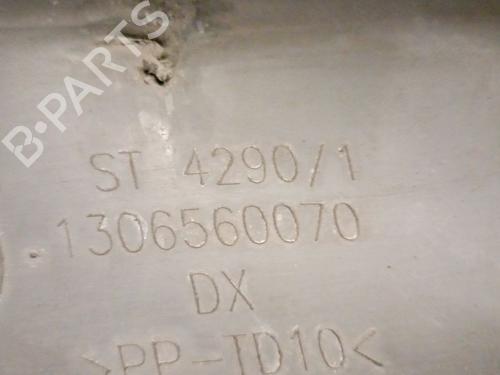 B-PARTS
ST 4290/1
1306560070
DX
>PP-TD10<